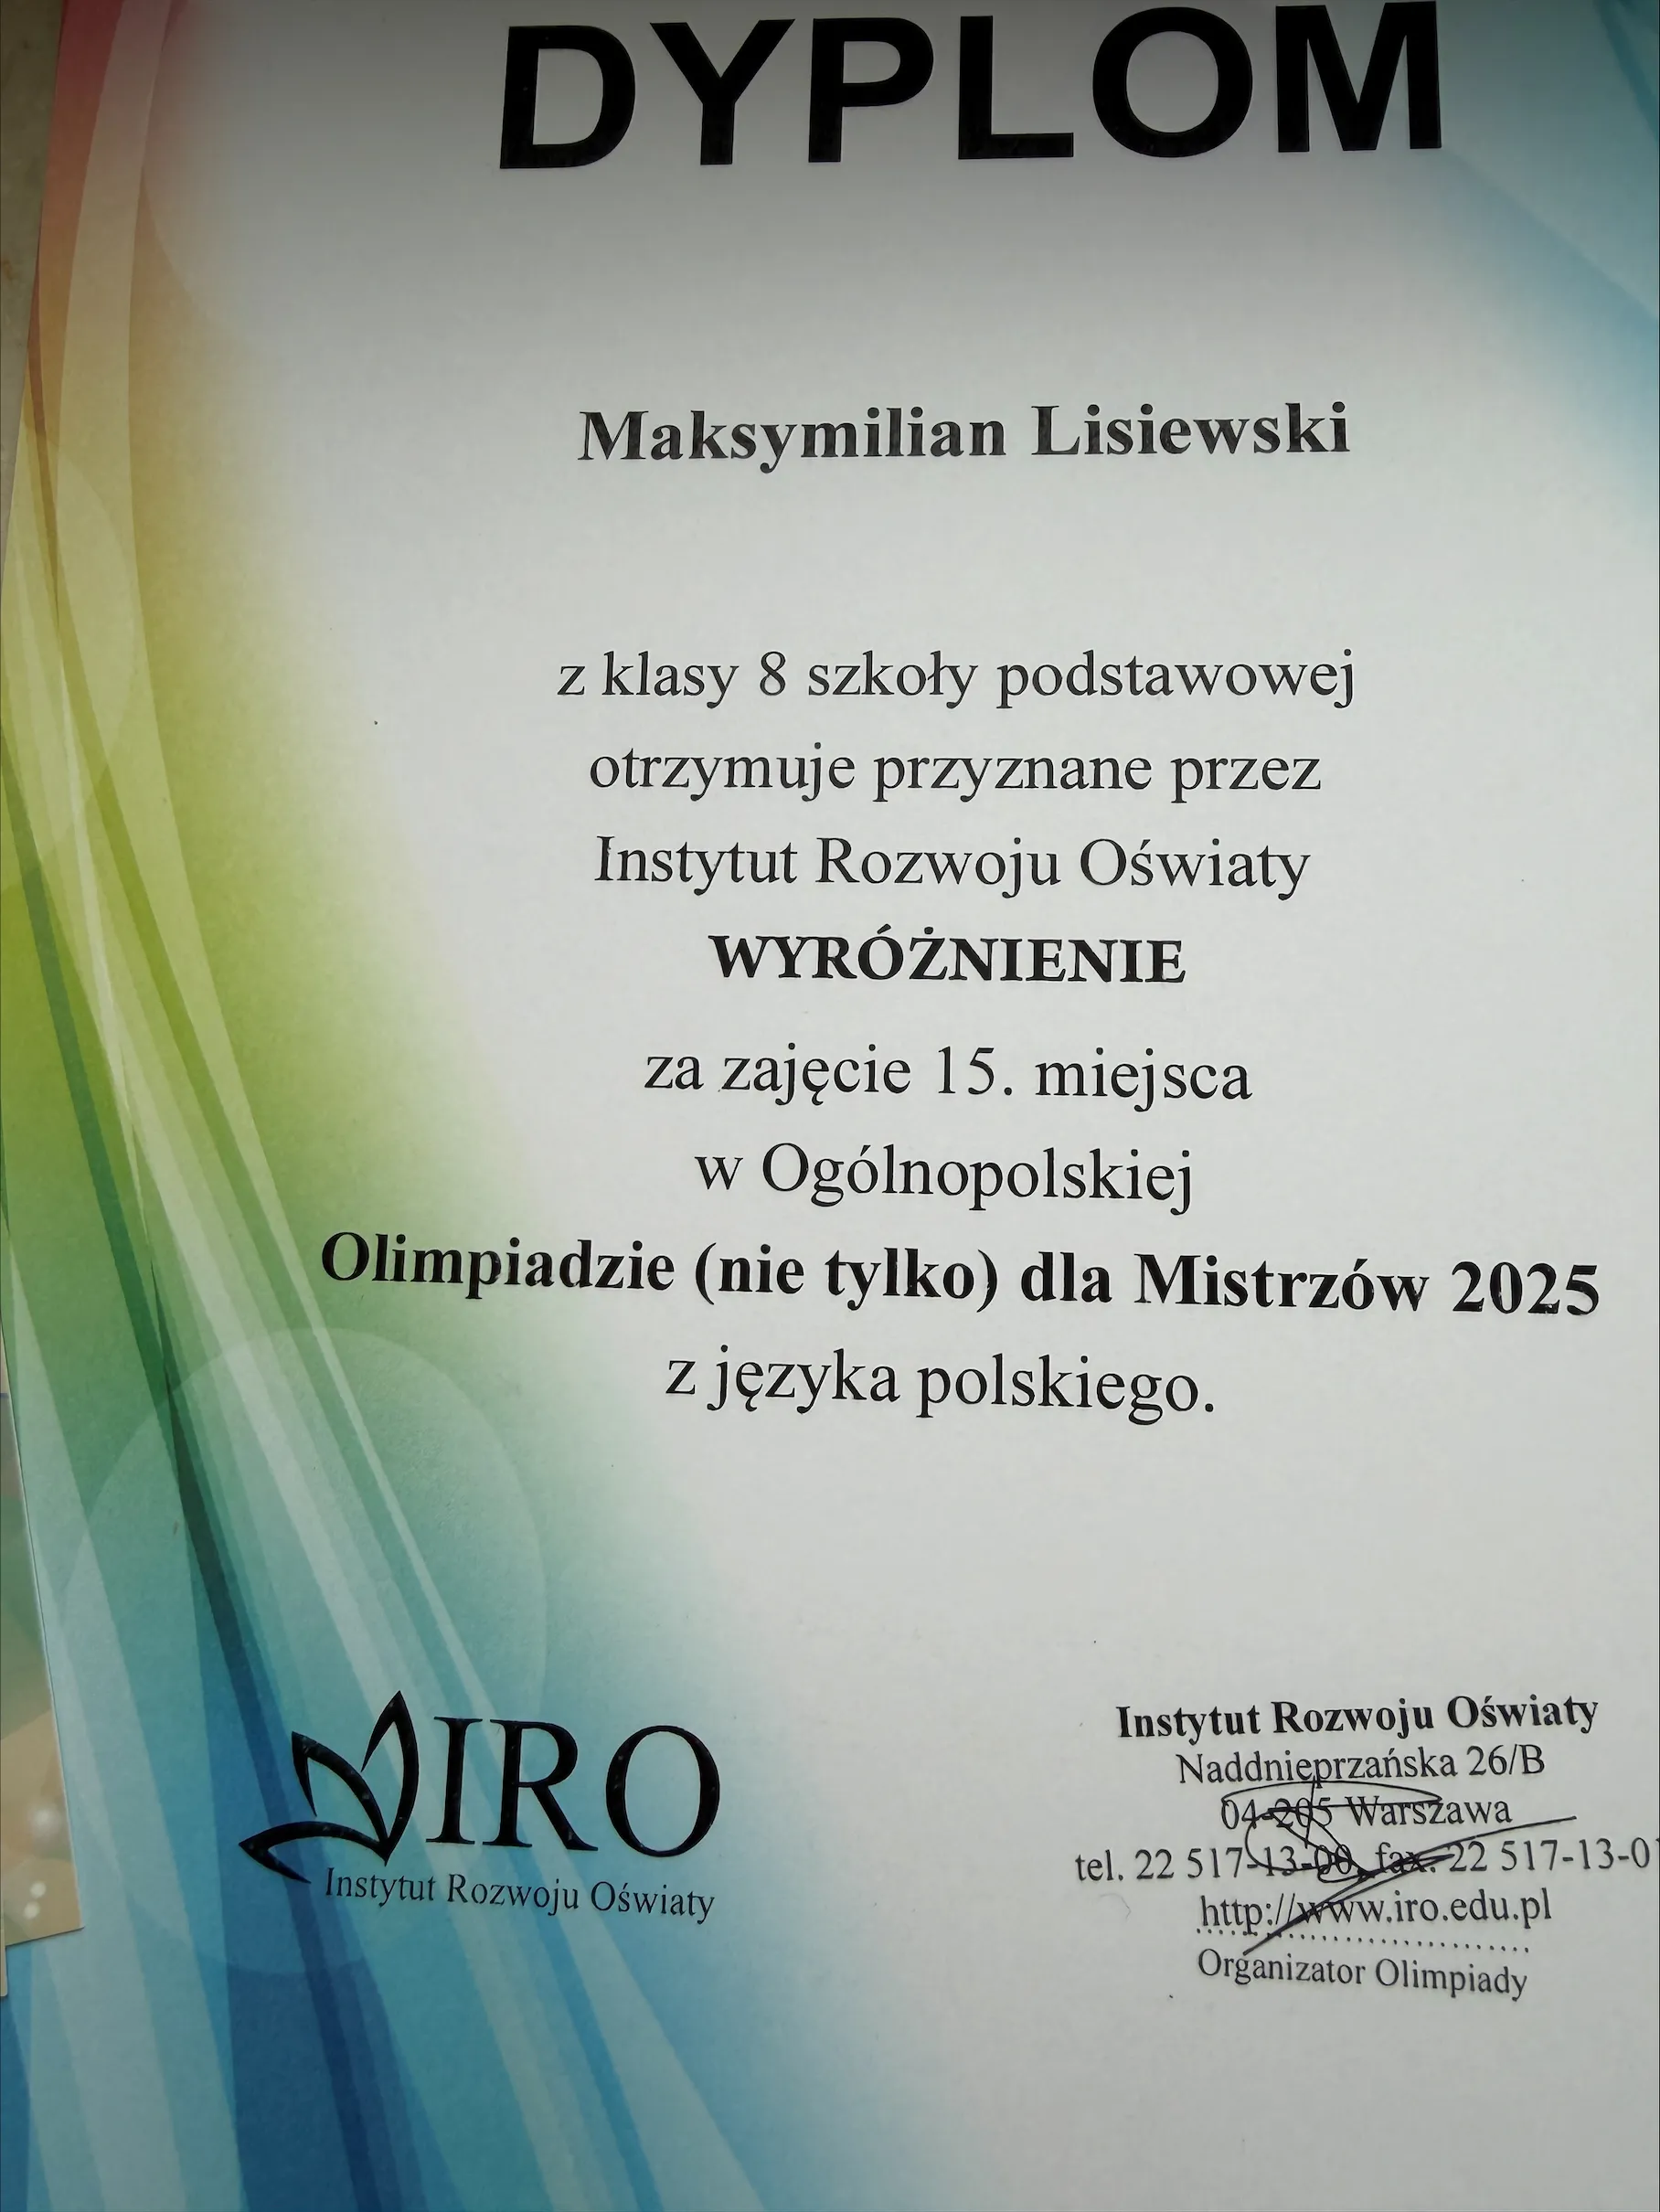 DYPLOM
Maksymilian Lisiewski
z klasy 8 szkoły podstawowej
otrzymuje przyznane przez
Instytut Rozwoju Oświaty
WYRÓŻNIENIE
za zajęcie 15. miejsca
w Ogólnopolskiej
Olimpiadzie (nie tylko) dla Mistrzów 2025
z języka polskiego.
IRO
Instytut Rozwoju Oświaty
Instytut Rozwoju Oświaty
Naddnieprzańska 26/B
04-205 Warszawa
tel. 22 517-13-00, fax. 22 517-13-01
http://www.iro.edu.pl
Organizator Olimpiady